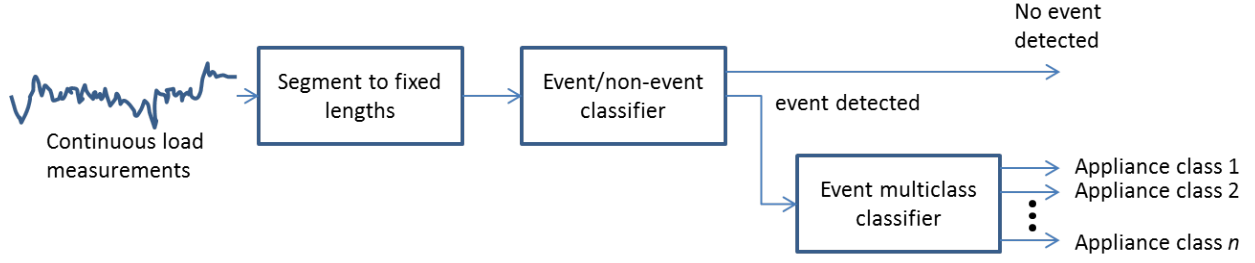 Continuous load
measurements
Segment to fixed
lengths
Event/non-event
classifier
No event
detected
event detected
Event multiclass
classifier
Appliance class 1
Appliance class 2
Appliance class n